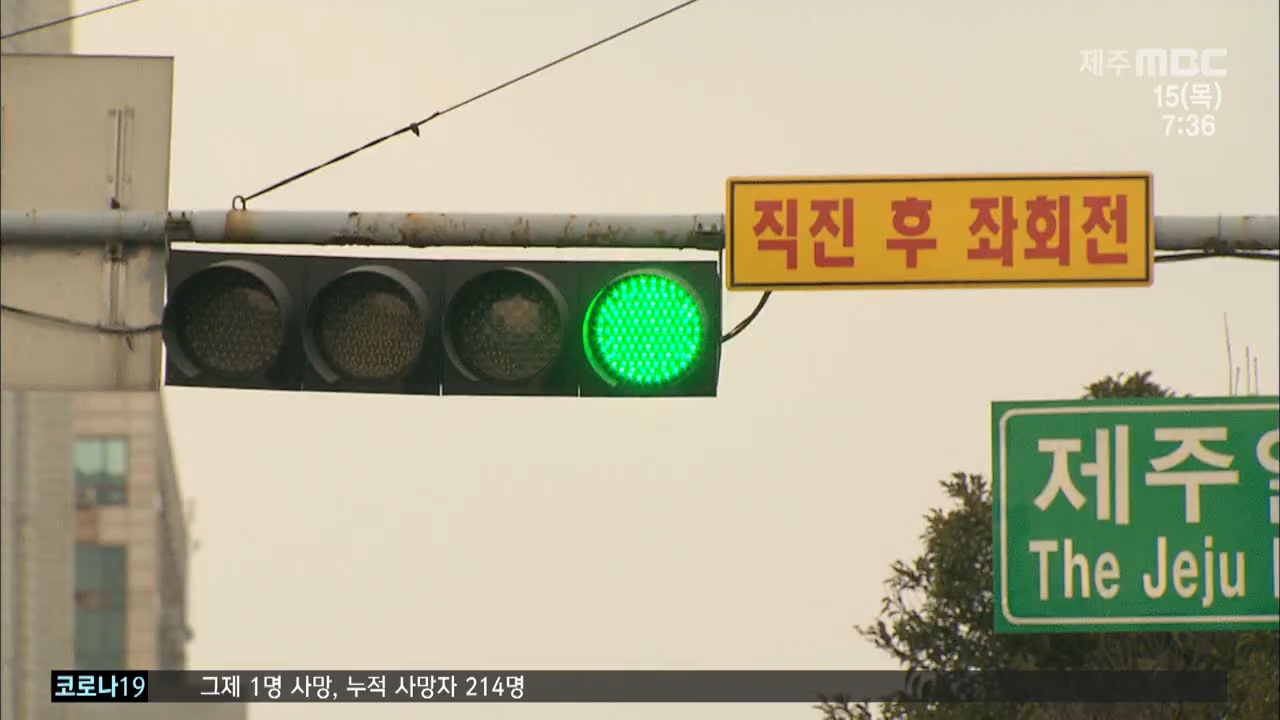 제주MBC
15(목)
7:36
직진 후 좌회전
제주
The Jeju
코로나19 그제 1명 사망, 누적 사망자 214명